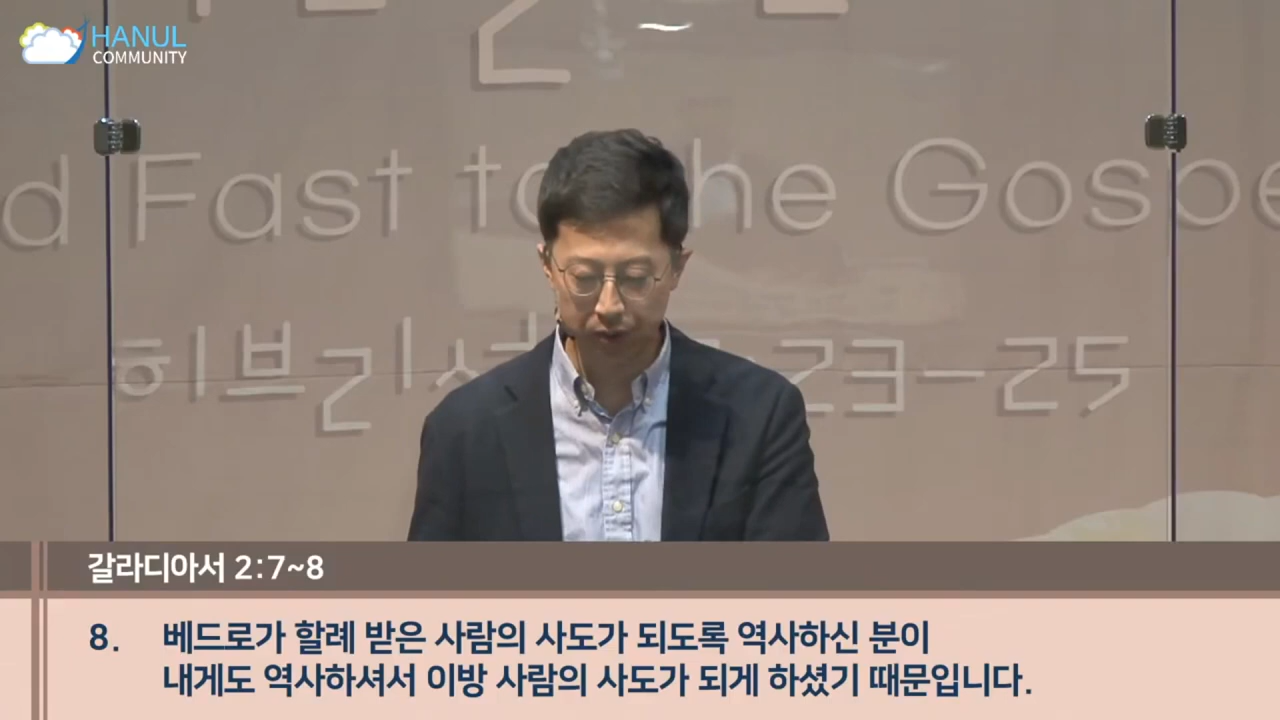 HANUL
COMMUNITY
Fast to the Gospe
히브리서 :23-25
갈라디아서 2:7~8
8. 베드로가 할례 받은 사람의 사도가 되도록 역사하신 분이
내게도 역사하셔서 이방 사람의 사도가 되게 하셨기 때문입니다.